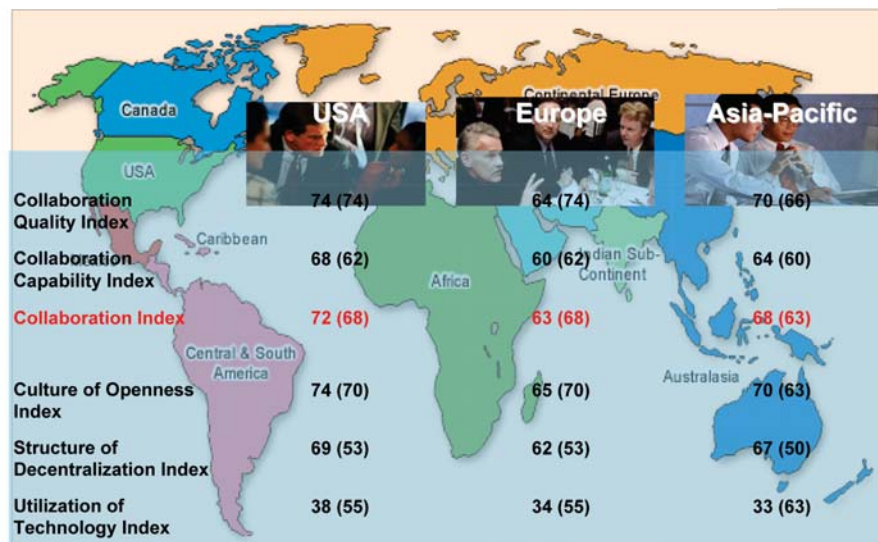 Canada
Continental Europe
USA
Europe
Asia-Pacific
USA
Collaboration
Quality Index
74 (74)
64 (74)
70 (66)
Caribbean
Collaboration
Capability Index
68 (62)
60 (62)
64 (60)
Africa
Indian Sub-
Continent
Collaboration Index
72 (68)
63 (68)
68 (63)
Central & South
America
Australasia
Culture of Openness
Index
74 (70)
65 (70)
70 (63)
Structure of
Decentralization Index
69 (53)
62 (53)
67 (50)
Utilization of
Technology Index
38 (55)
34 (55)
33 (63)